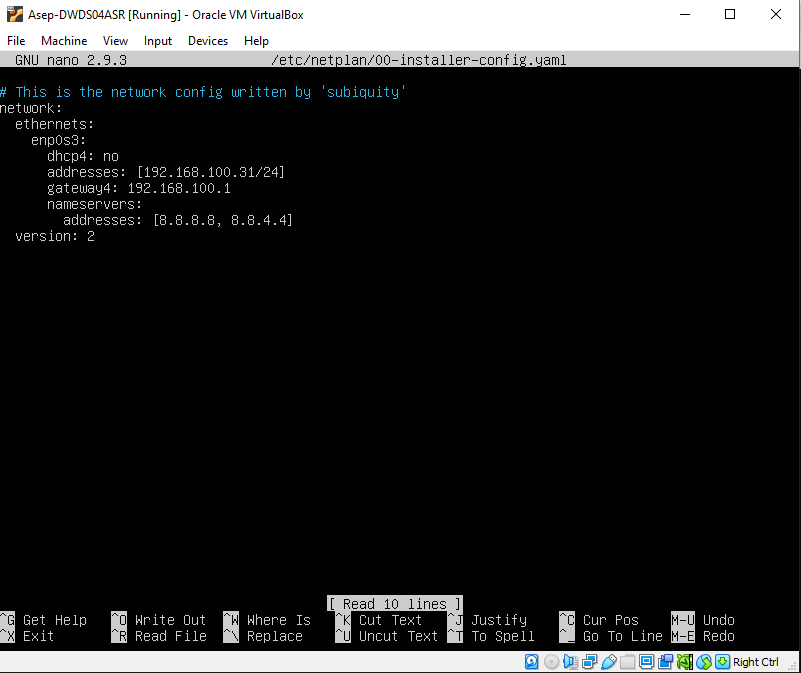 Asep-DWDS04ASR [Running] - Oracle VM VirtualBox
File Machine View Input Devices Help
GNU nano 2.9.3 /etc/netplan/00-installer-config.yaml
# This is the network config written by 'subiquity'
network:
  ethernets:
    enp0s3:
      dhcp4: no
      addresses: [192.168.100.31/24]
      gateway4: 192.168.100.1
      nameservers:
        addresses: [8.8.8.8, 8.8.4.4]
  version: 2
[ Read 10 lines ]
^G Get Help ^O Write Out ^W Where Is ^K Cut Text ^J Justify ^C Cur Pos M-U Undo
^X Exit ^R Read File ^\ Replace ^U Uncut Text ^T To Spell ^_ Go To Line M-E Redo
Right Ctrl